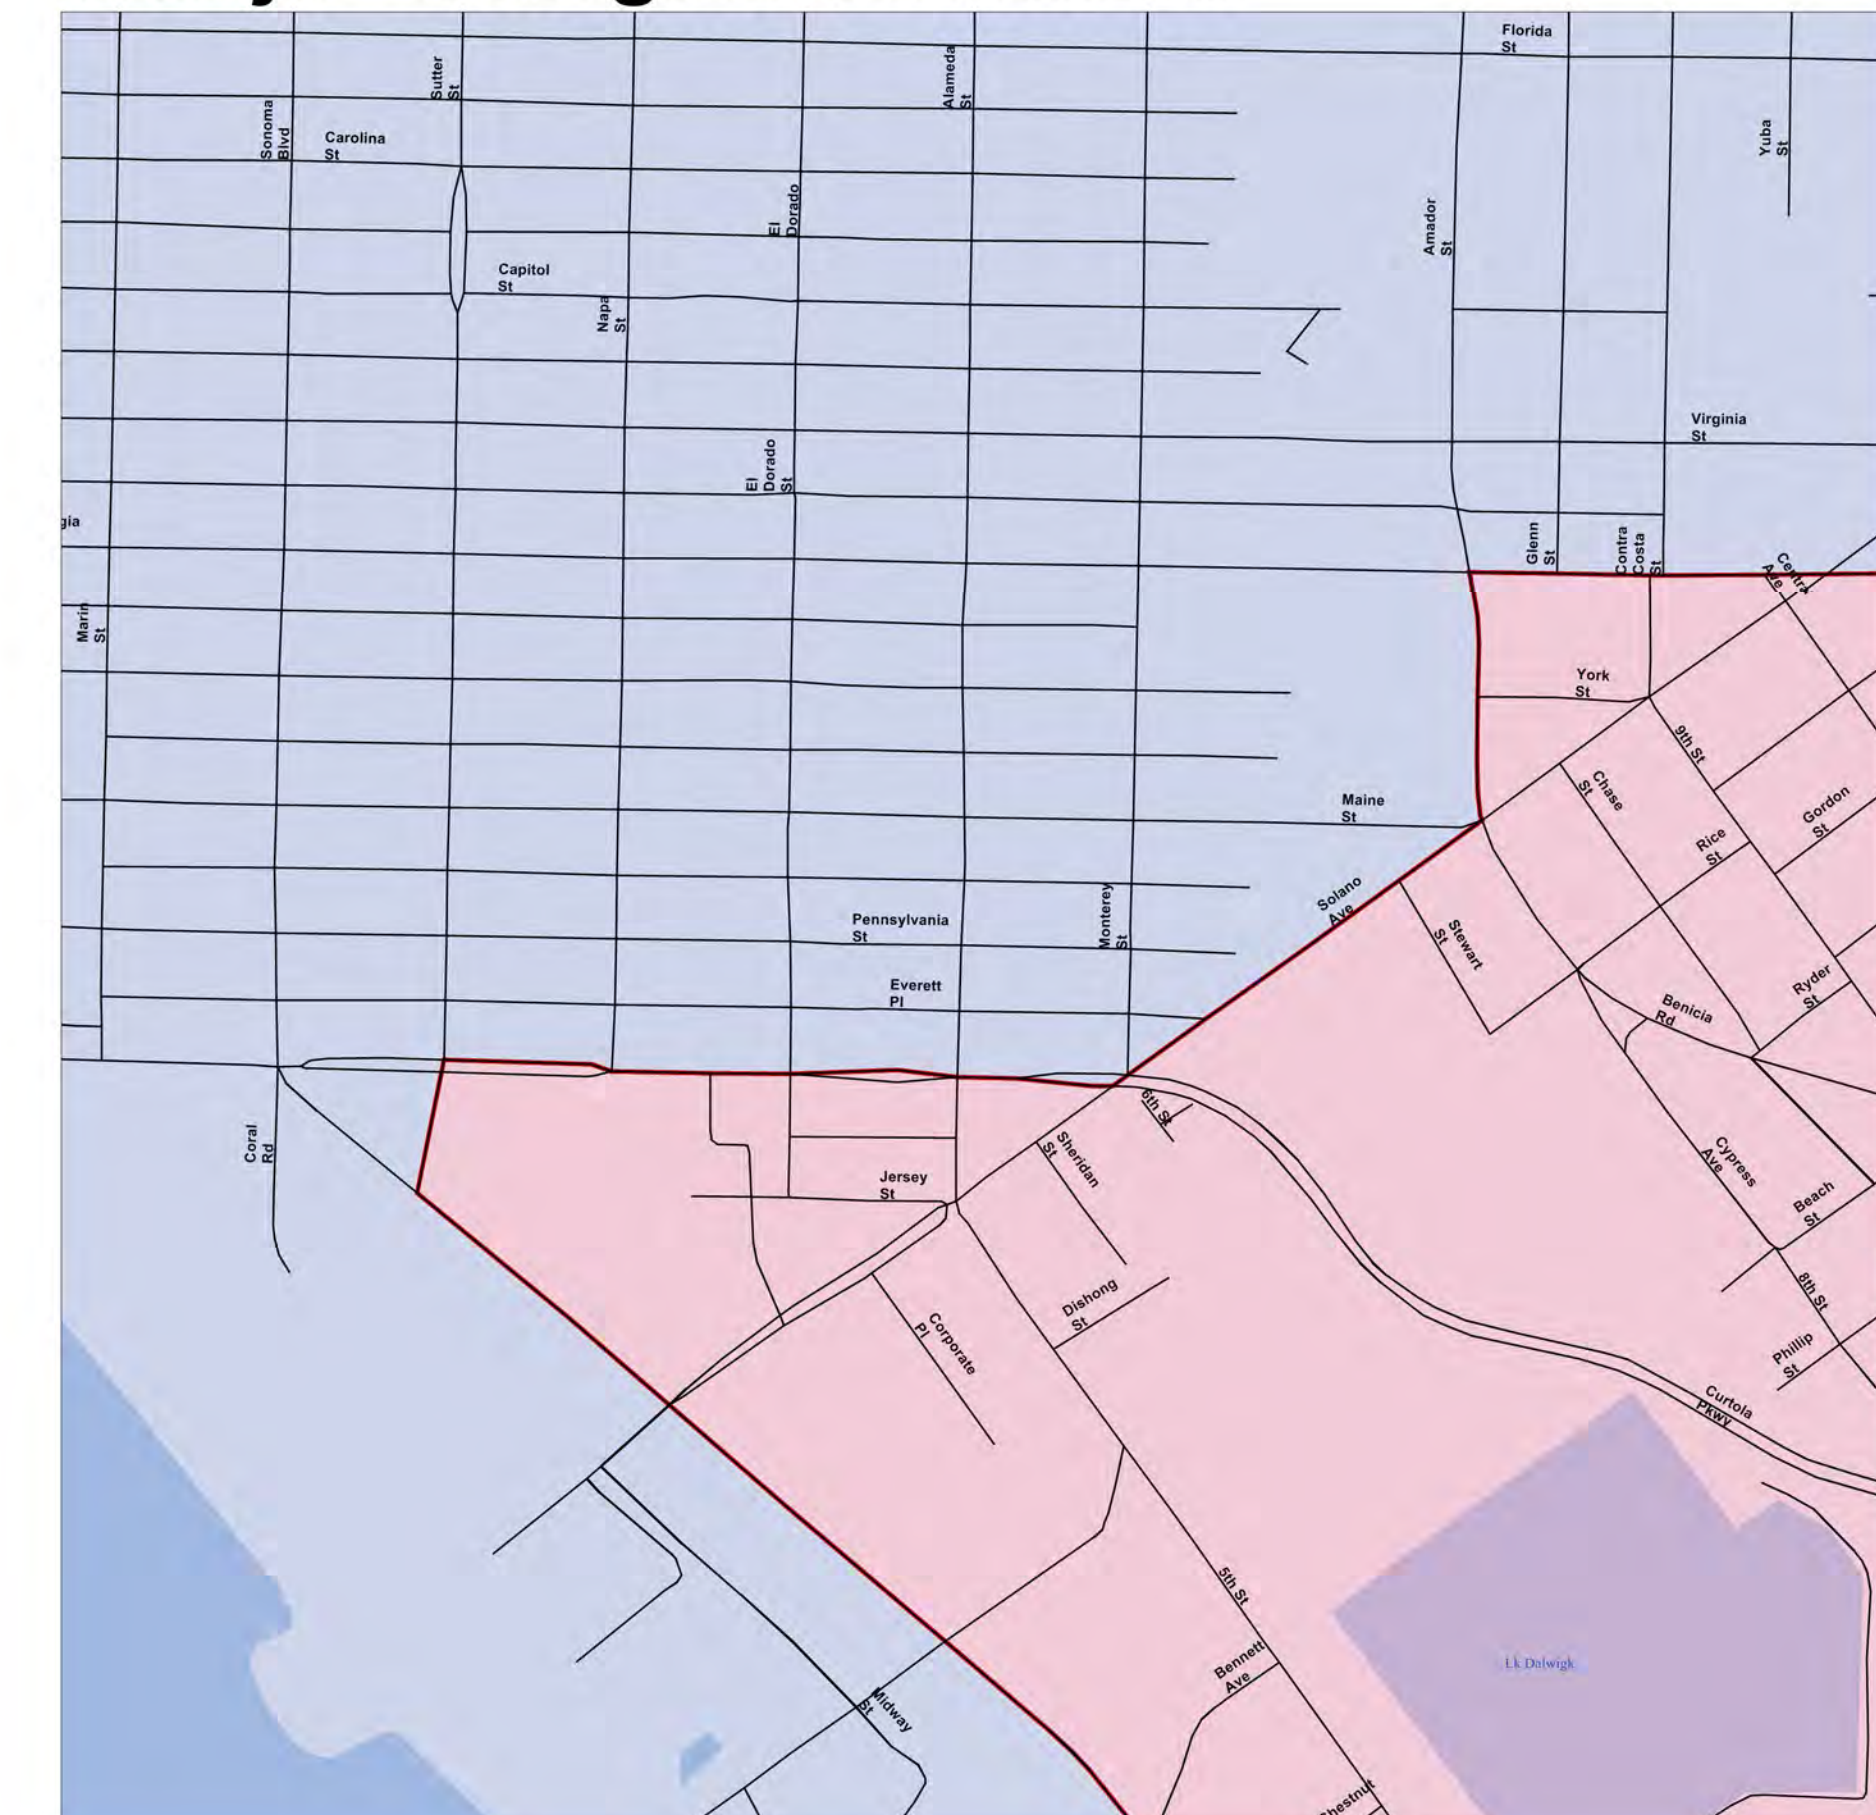 Florida
St
Sutter
St
Alameda
St
Sonoma
Blvd
Carolina
St
Yuba
St
El
Dorado
Amador
St
Capitol
St
Napa
St
Virginia
St
El
Dorado
St
gia
Glenn
St
Contra
Costa
St
Centra
Ave
Marin
St
York
St
9th St
Chase
St
Gordon
St
Maine
St
Rice
St
Solano
Ave
Monterey
St
Pennsylvania
St
Stewart
St
Everett
Pl
Ryder
St
Benicia
Rd
6th St
Coral
Rd
Sheridan
St
Cypress
Ave
Jersey
St
Beach
St
Dishong
St
8th St
Corporate
Pl
Phillip
St
Curtola
Pkwy
5th St
Bennett
Ave
Lk Dalwigk
Midway
St
Chestnut